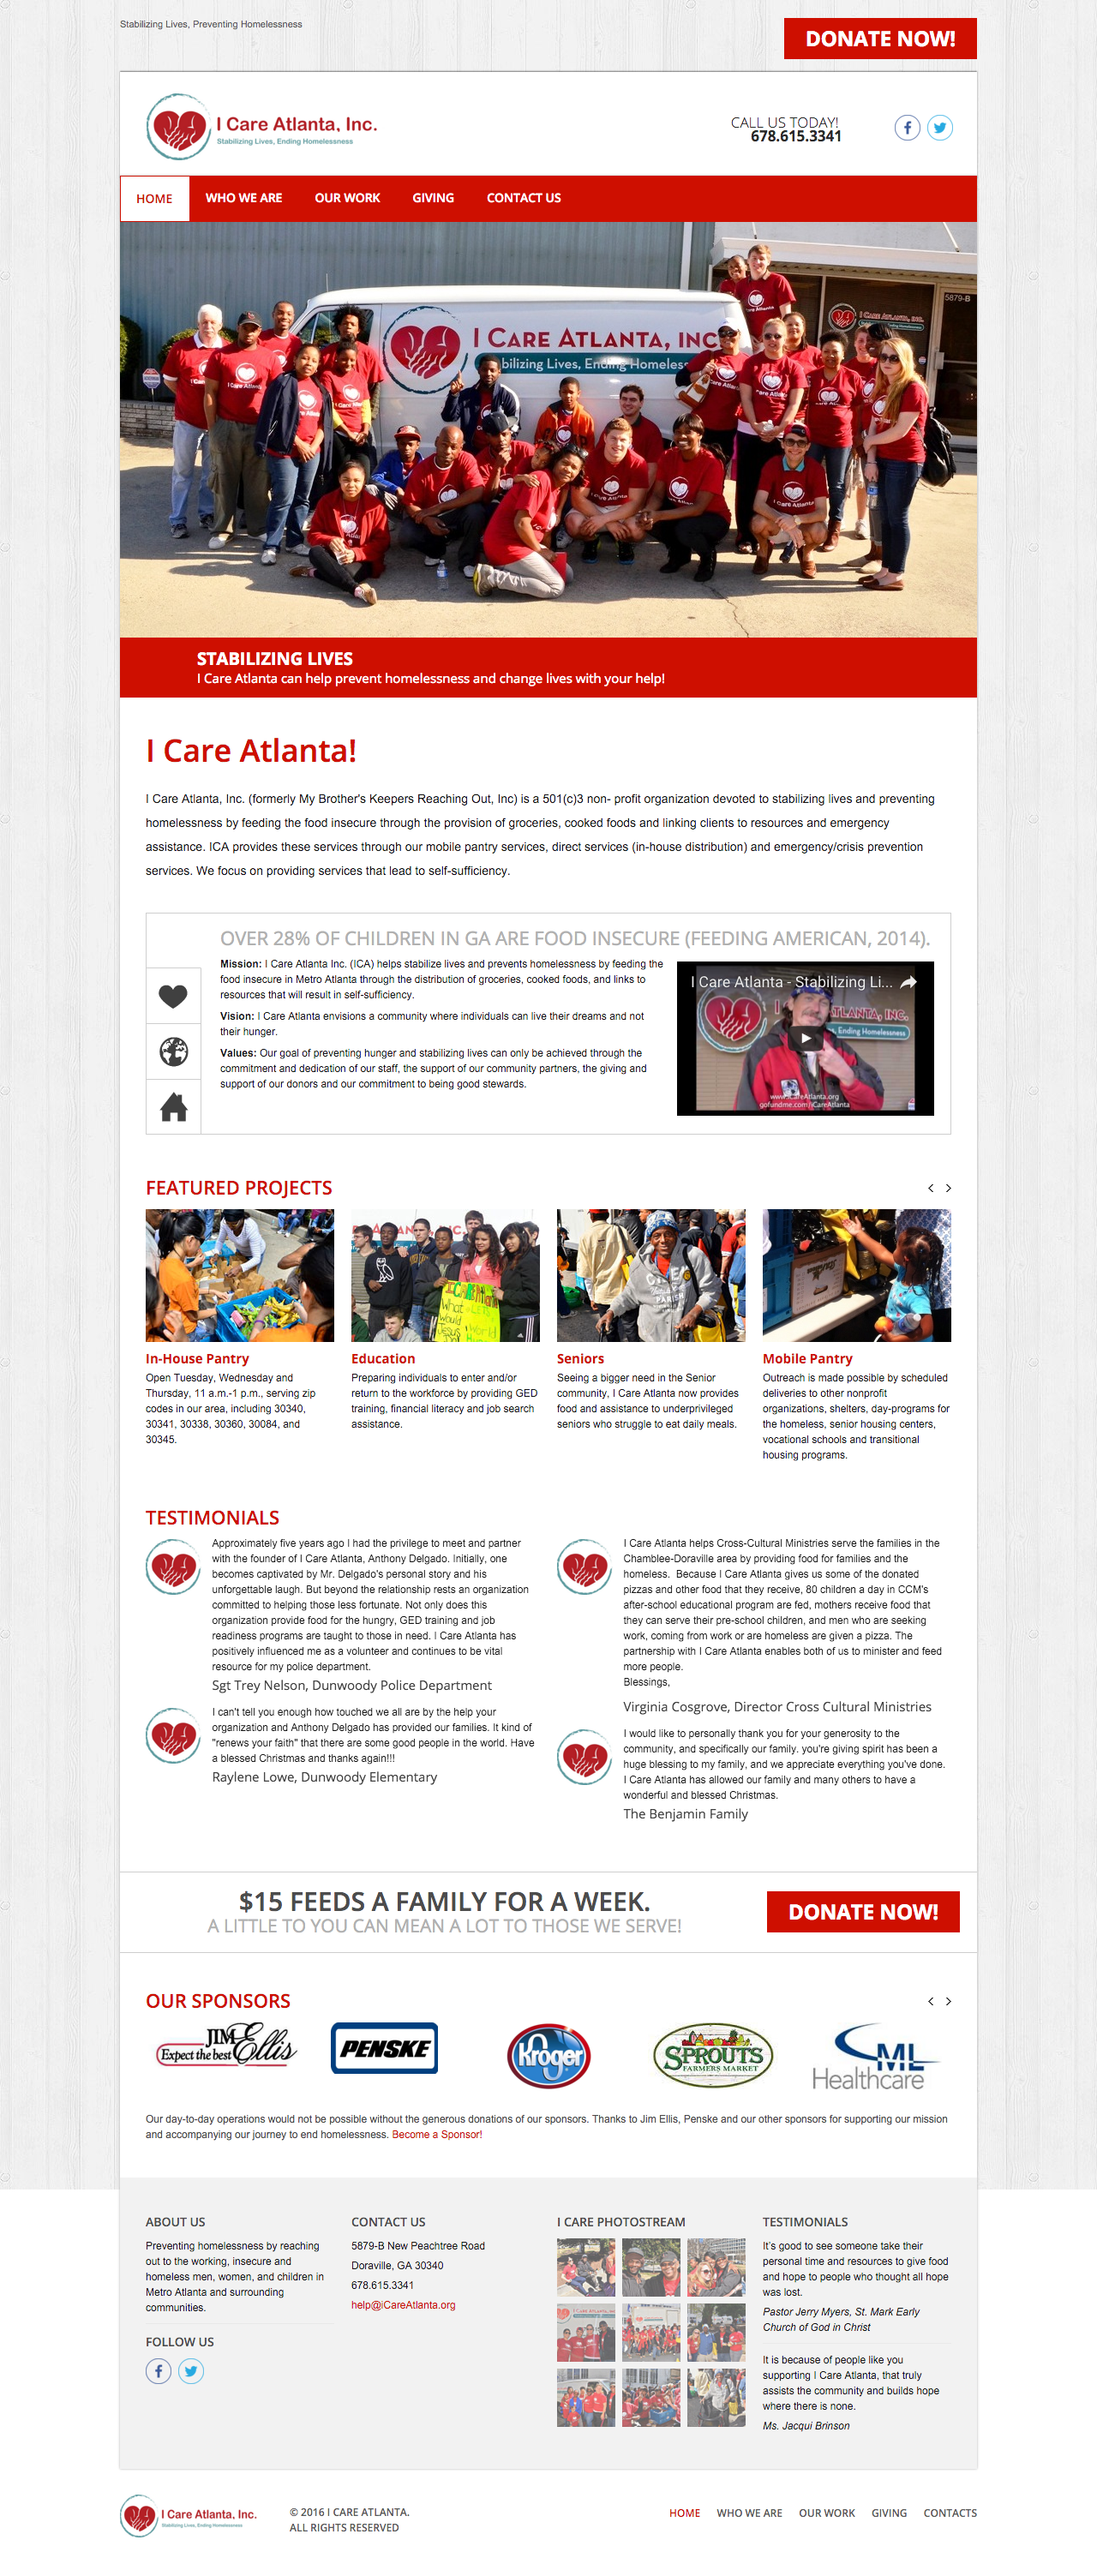 Stabilizing Lives, Preventing Homelessness
DONATE NOW!
I Care Atlanta, Inc.
Stabilizing Lives, Ending Homelessness
CALL US TODAY!
678.615.3341
HOME WHO WE ARE OUR WORK GIVING CONTACT US
5879-B
I CARE ATLANTA, INC
bilizing Lives, Ending Homeless
I CARE ATLANTA, INC.
STABILIZING LIVES
I Care Atlanta can help prevent homelessness and change lives with your help!
I Care Atlanta!
I Care Atlanta, Inc. (formerly My Brother's Keepers Reaching Out, Inc) is a 501(c)3 non- profit organization devoted to stabilizing lives and preventing
homelessness by feeding the food insecure through the provision of groceries, cooked foods and linking clients to resources and emergency
assistance. ICA provides these services through our mobile pantry services, direct services (in-house distribution) and emergency/crisis prevention
services. We focus on providing services that lead to self-sufficiency.
OVER 28% OF CHILDREN IN GA ARE FOOD INSECURE (FEEDING AMERICAN, 2014).
Mission: I Care Atlanta Inc. (ICA) helps stabilize lives and prevents homelessness by feeding the
food insecure in Metro Atlanta through the distribution of groceries, cooked foods, and links to
resources that will result in self-sufficiency.
Vision: I Care Atlanta envisions a community where individuals can live their dreams and not
their hunger.
Values: Our goal of preventing hunger and stabilizing lives can only be achieved through the
commitment and dedication of our staff, the support of our community partners, the giving and
support of our donors and our commitment to being good stewards.
I Care Atlanta - Stabilizing Li...
TLANTA, INC.
Ending Homelessness
www.iCareAtlanta.org
gofundme.com/iCareAtlanta
FEATURED PROJECTS
In-House Pantry
Open Tuesday, Wednesday and
Thursday, 11 a.m.-1 p.m., serving zip
codes in our area, including 30340,
30341, 30338, 30360, 30084, and
30345.
Education
Preparing individuals to enter and/or
return to the workforce by providing GED
training, financial literacy and job search
assistance.
Seniors
Seeing a bigger need in the Senior
community, I Care Atlanta now provides
food and assistance to underprivileged
seniors who struggle to eat daily meals.
Mobile Pantry
Outreach is made possible by scheduled
deliveries to other nonprofit
organizations, shelters, day-programs for
the homeless, senior housing centers,
vocational schools and transitional
housing programs.
TESTIMONIALS
Approximately five years ago I had the privilege to meet and partner
with the founder of I Care Atlanta, Anthony Delgado. Initially, one
becomes captivated by Mr. Delgado's personal story and his
unforgettable laugh. But beyond the relationship rests an organization
committed to helping those less fortunate. Not only does this
organization provide food for the hungry, GED training and job
readiness programs are taught to those in need. I Care Atlanta has
positively influenced me as a volunteer and continues to be vital
resource for my police department.
Sgt Trey Nelson, Dunwoody Police Department
I can't tell you enough how touched we all are by the help your
organization and Anthony Delgado has provided our families. It kind of
"renews your faith" that there are some good people in the world. Have
a blessed Christmas and thanks again!!!
Raylene Lowe, Dunwoody Elementary
I Care Atlanta helps Cross-Cultural Ministries serve the families in the
Chamblee-Doraville area by providing food for families and the
homeless.  Because I Care Atlanta gives us some of the donated
pizzas and other food that they receive, 80 children a day in CCM's
after-school educational program are fed, mothers receive food that
they can serve their pre-school children, and men who are seeking
work, coming from work or are homeless are given a pizza. The
partnership with I Care Atlanta enables both of us to minister and feed
more people.
Blessings,
Virginia Cosgrove, Director Cross Cultural Ministries
I would like to personally thank you for your generosity to the
community, and specifically our family. you're giving spirit has been a
huge blessing to my family, and we appreciate everything you've done.
I Care Atlanta has allowed our family and many others to have a
wonderful and blessed Christmas.
The Benjamin Family
$15 FEEDS A FAMILY FOR A WEEK.
A LITTLE TO YOU CAN MEAN A LOT TO THOSE WE SERVE!
DONATE NOW!
OUR SPONSORS
JIM Ellis
Expect the best
PENSKE
Kroger
SPROUTS
FARMERS MARKET
CML
Healthcare
Our day-to-day operations would not be possible without the generous donations of our sponsors. Thanks to Jim Ellis, Penske and our other sponsors for supporting our mission
and accompanying our journey to end homelessness. Become a Sponsor!
ABOUT US
Preventing homelessness by reaching
out to the working, insecure and
homeless men, women, and children in
Metro Atlanta and surrounding
communities.
FOLLOW US
CONTACT US
5879-B New Peachtree Road
Doraville, GA 30340
678.615.3341
help@iCareAtlanta.org
I CARE PHOTOSTREAM
TESTIMONIALS
It's good to see someone take their
personal time and resources to give food
and hope to people who thought all hope
was lost.
Pastor Jerry Myers, St. Mark Early
Church of God in Christ
It is because of people like you
supporting I Care Atlanta, that truly
assists the community and builds hope
where there is none.
Ms. Jacqui Brinson
I Care Atlanta, Inc.
Stabilizing Lives, Ending Homelessness
© 2016 I CARE ATLANTA.
ALL RIGHTS RESERVED
HOME WHO WE ARE OUR WORK GIVING CONTACTS